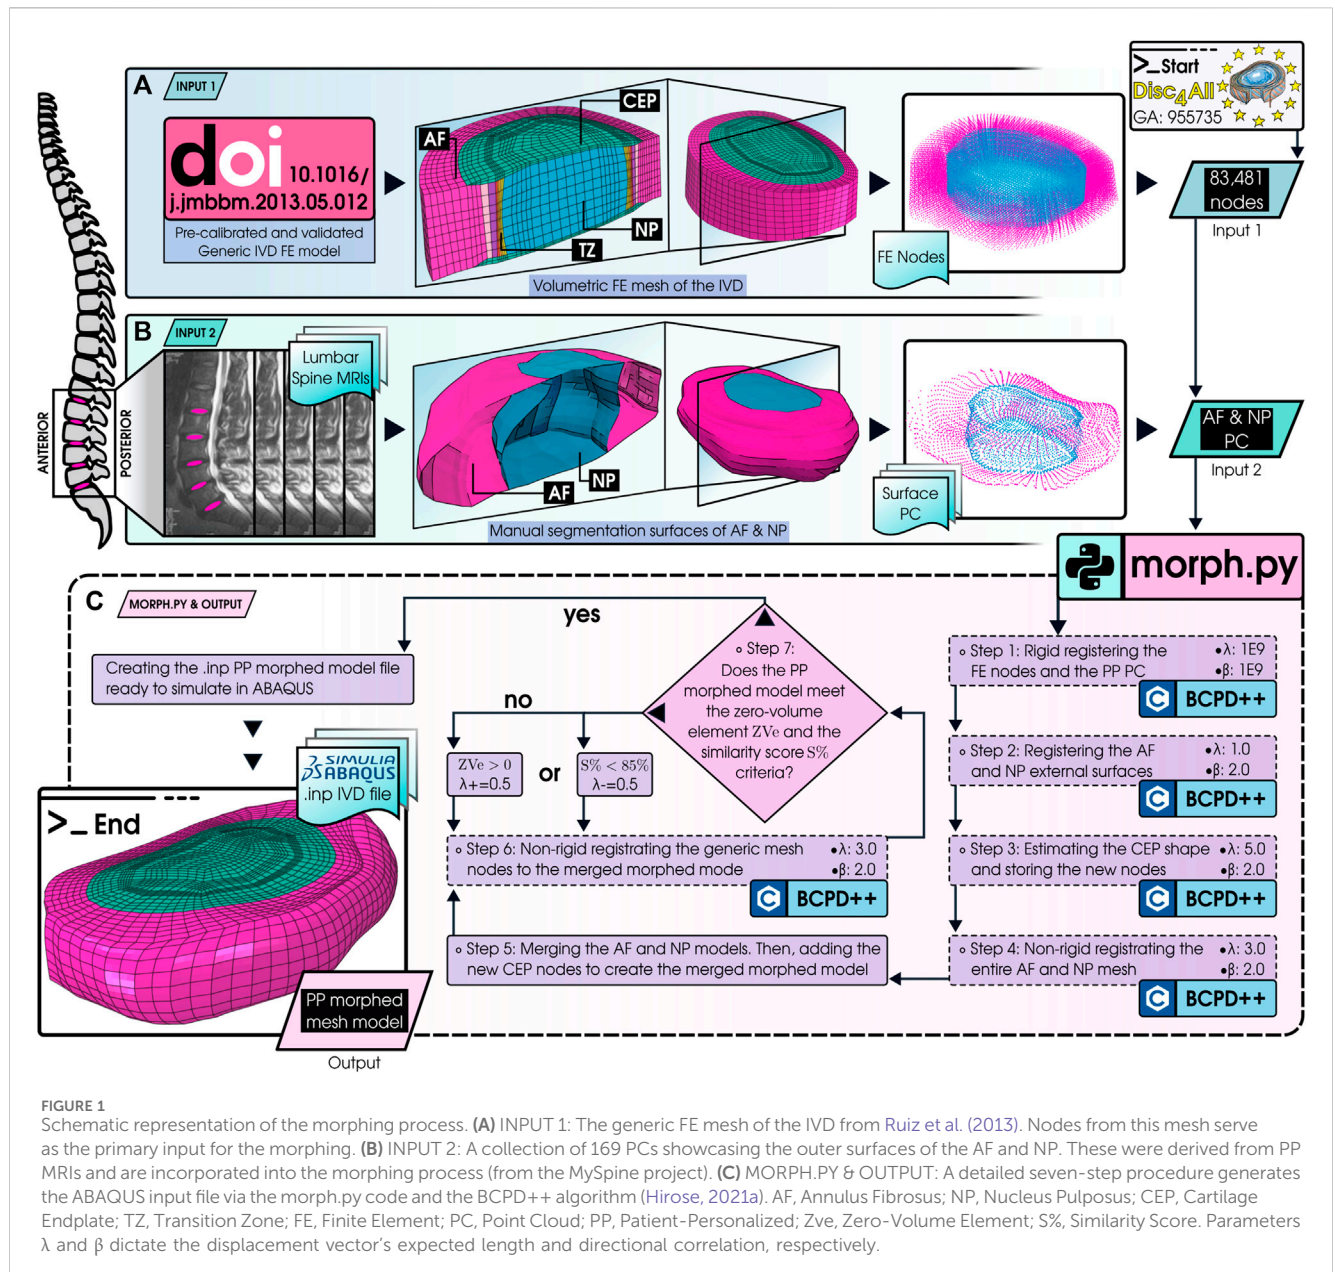 A
INPUT 1
doi
10.1016/
j.jmbbm.2013.05.012
Pre-calibrated and validated
Generic IVD FE model
AF
CEP
NP
TZ
Volumetric FE mesh of the IVD
FE Nodes
>_Start
Disc4All
GA: 955735
83,481
nodes
Input 1
B
INPUT 2
Lumbar
Spine MRIs
ANTERIOR
POSTERIOR
AF
NP
Manual segmentation surfaces of AF & NP
Surface
PC
AF & NP
PC
Input 2
morph.py
C
MORPH.PY & OUTPUT
yes
Creating the .inp PP morphed model file
ready to simulate in ABAQUS
no
Step 7:
Does the PP
morphed model meet
the zero-volume
element ZVe and the
similarity score S%
criteria?
ZVe > 0
λ+=0.5
or
S% < 85%
λ-=0.5
Step 1: Rigid registering the
FE nodes and the PP PC
•λ: 1E9
•β: 1E9
BCPD++
Step 2: Registering the AF
and NP external surfaces
•λ: 1.0
•β: 2.0
BCPD++
Step 3: Estimating the CEP shape
and storing the new nodes
•λ: 5.0
•β: 2.0
BCPD++
Step 4: Non-rigid registrating the
entire AF and NP mesh
•λ: 3.0
•β: 2.0
BCPD++
Step 5: Merging the AF and NP models. Then, adding the
new CEP nodes to create the merged morphed model
Step 6: Non-rigid registrating the generic mesh
nodes to the merged morphed mode
•λ: 3.0
•β: 2.0
BCPD++
SIMULIA
ABAQUS
.inp IVD file
>_End
PP morphed
mesh model
Output
FIGURE 1
Schematic representation of the morphing process. (A) INPUT 1: The generic FE mesh of the IVD from Ruiz et al. (2013). Nodes from this mesh serve
as the primary input for the morphing. (B) INPUT 2: A collection of 169 PCs showcasing the outer surfaces of the AF and NP. These were derived from PP
MRIs and are incorporated into the morphing process (from the MySpine project). (C) MORPH.PY & OUTPUT: A detailed seven-step procedure generates
the ABAQUS input file via the morph.py code and the BCPD++ algorithm (Hirose, 2021a). AF, Annulus Fibrosus; NP, Nucleus Pulposus; CEP, Cartilage
Endplate; TZ, Transition Zone; FE, Finite Element; PC, Point Cloud; PP, Patient-Personalized; Zve, Zero-Volume Element; S%, Similarity Score. Parameters
λ and β dictate the displacement vector's expected length and directional correlation, respectively.